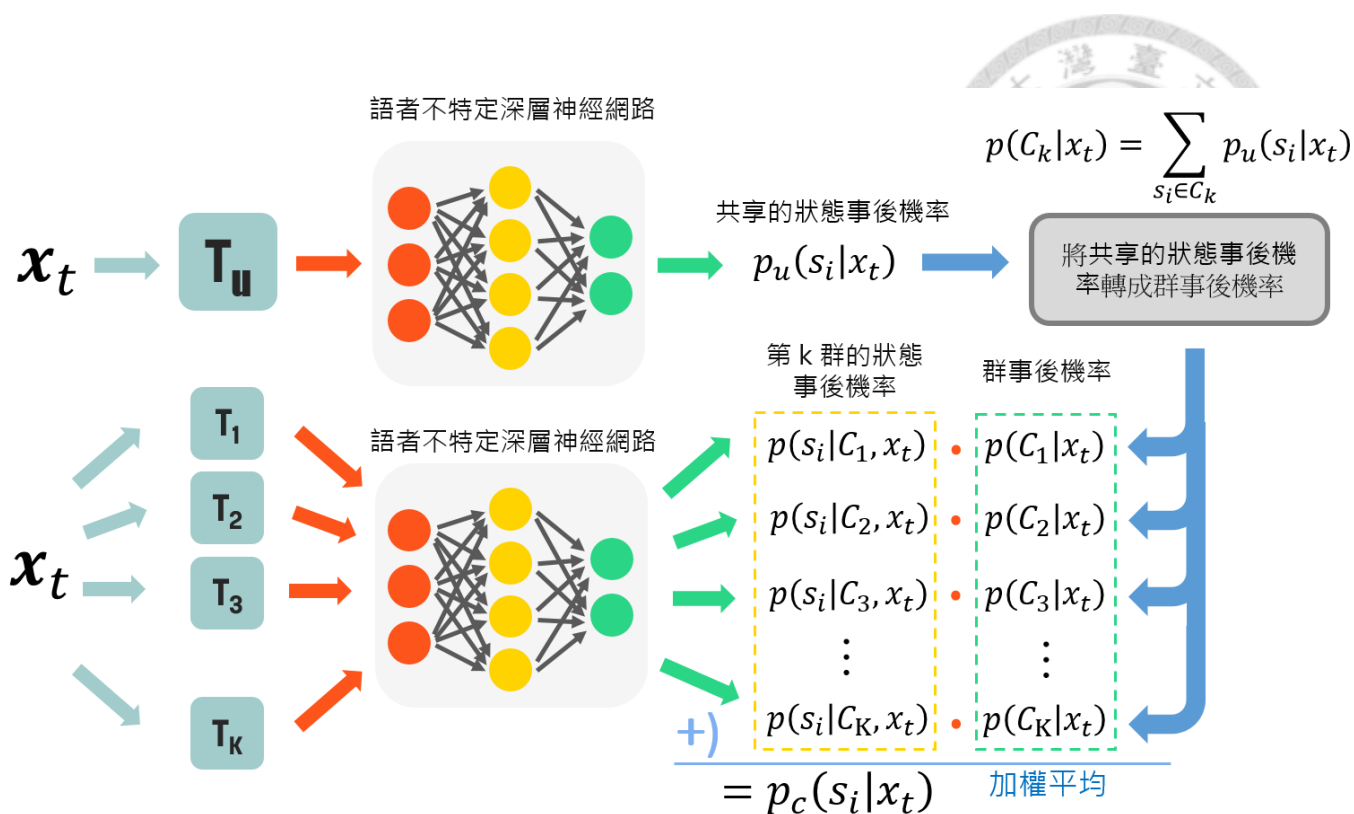 灣臺
語者不特定深層神經網路
p(C_k|x_t) = ∑_{s_i∈C_k} p_u(s_i|x_t)
共享的狀態事後機率
x_t
T_u
p_u(s_i|x_t)
將共享的狀態事後機
率轉成群事後機率
第 k 群的狀態
事後機率
群事後機率
語者不特定深層神經網路
x_t
T_1
T_2
T_3
T_K
p(s_i|C_1, x_t) · p(C_1|x_t)
p(s_i|C_2, x_t) · p(C_2|x_t)
p(s_i|C_3, x_t) · p(C_3|x_t)
⋮ ⋮
+) p(s_i|C_K, x_t) · p(C_K|x_t)
= p_c(s_i|x_t)
加權平均